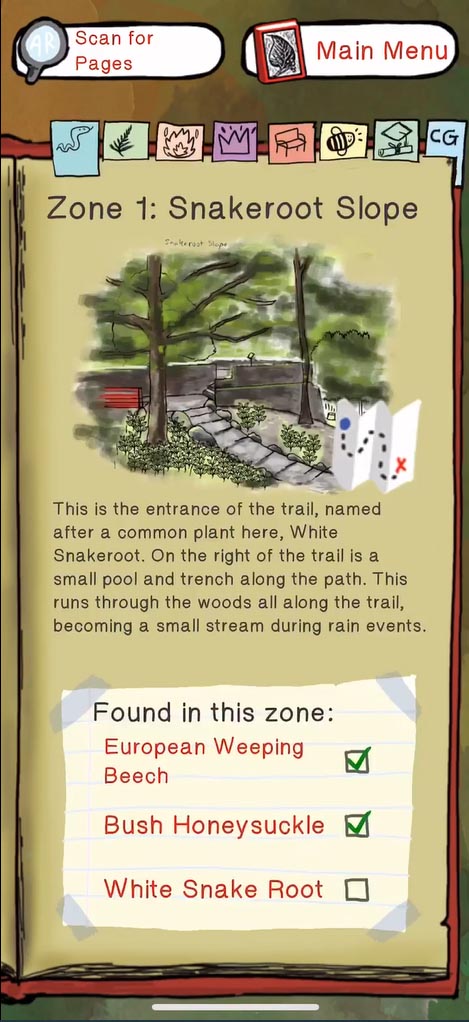 AR
Scan for
Pages
Main Menu
CG
Zone 1: Snakeroot Slope
Snakeroot Slope
This is the entrance of the trail, named
after a common plant here, White
Snakeroot. On the right of the trail is a
small pool and trench along the path. This
runs through the woods all along the trail,
becoming a small stream during rain events.
Found in this zone:
European Weeping
Beech
Bush Honeysuckle
White Snake Root